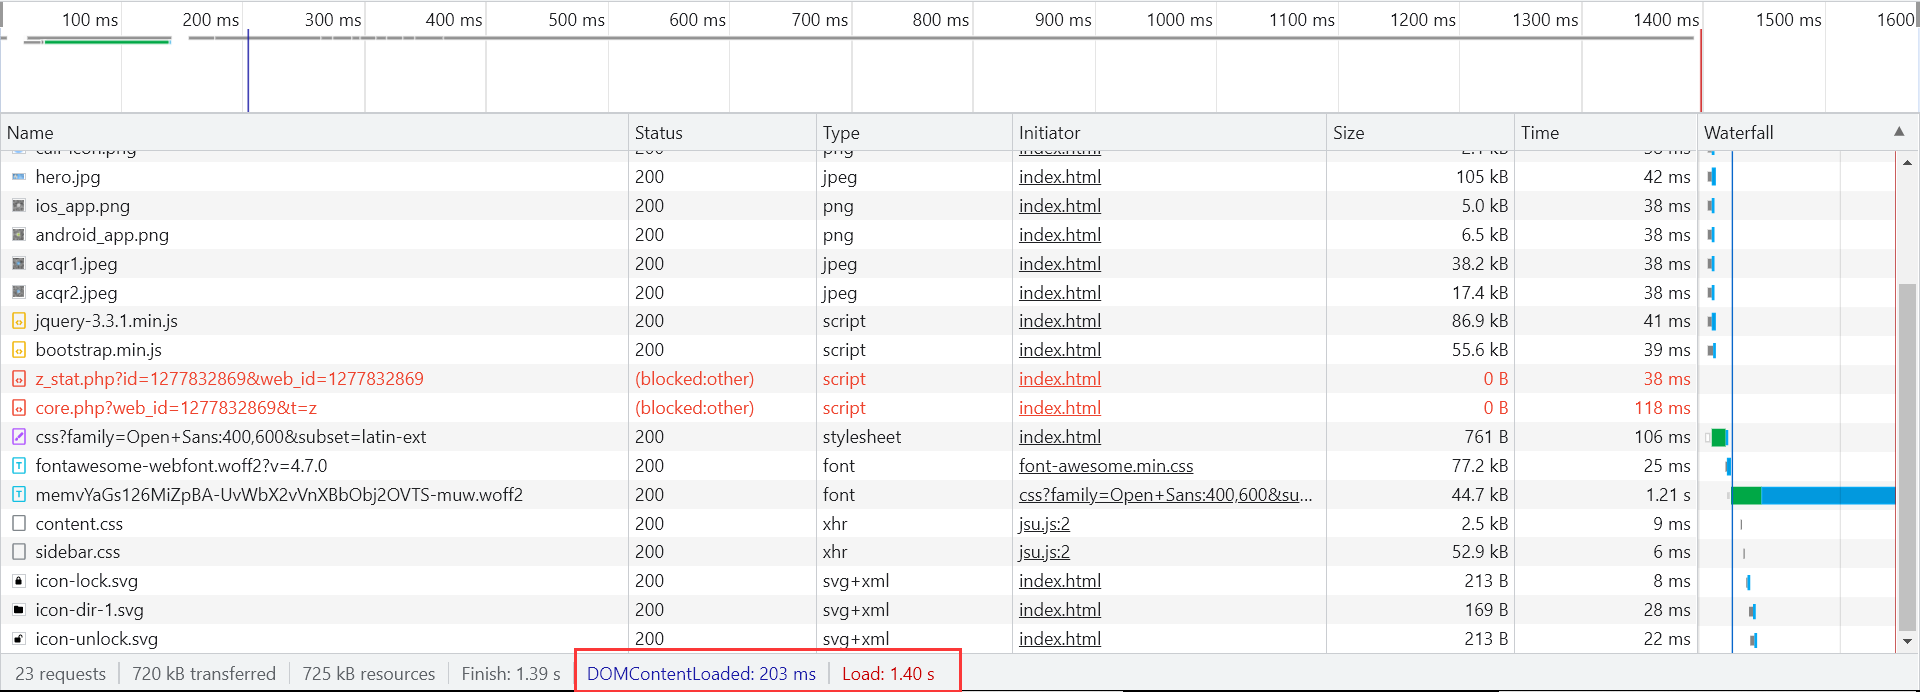 100 ms 200 ms 300 ms 400 ms 500 ms 600 ms 700 ms 800 ms 900 ms 1000 ms 1100 ms 1200 ms 1300 ms 1400 ms 1500 ms 1600
Name Status Type Initiator Size Time Waterfall ▲
call-icon.png 200 png index.html 2.1 kB 38 ms
hero.jpg 200 jpeg index.html 105 kB 42 ms
ios_app.png 200 png index.html 5.0 kB 38 ms
android_app.png 200 png index.html 6.5 kB 38 ms
acqr1.jpeg 200 jpeg index.html 38.2 kB 38 ms
acqr2.jpeg 200 jpeg index.html 17.4 kB 38 ms
jquery-3.3.1.min.js 200 script index.html 86.9 kB 41 ms
bootstrap.min.js 200 script index.html 55.6 kB 39 ms
z_stat.php?id=1277832869&web_id=1277832869 (blocked:other) script index.html 0 B 38 ms
core.php?web_id=1277832869&t=z (blocked:other) script index.html 0 B 118 ms
css?family=Open+Sans:400,600&subset=latin-ext 200 stylesheet index.html 761 B 106 ms
fontawesome-webfont.woff2?v=4.7.0 200 font font-awesome.min.css 77.2 kB 25 ms
memvYaGs126MiZpBA-UvWbX2vVnXBbObj2OVTS-muw.woff2 200 font css?family=Open+Sans:400,600&su... 44.7 kB 1.21 s
content.css 200 xhr jsu.js:2 2.5 kB 9 ms
sidebar.css 200 xhr jsu.js:2 52.9 kB 6 ms
icon-lock.svg 200 svg+xml index.html 213 B 8 ms
icon-dir-1.svg 200 svg+xml index.html 169 B 28 ms
icon-unlock.svg 200 svg+xml index.html 213 B 22 ms
23 requests 720 kB transferred 725 kB resources Finish: 1.39 s DOMContentLoaded: 203 ms Load: 1.40 s